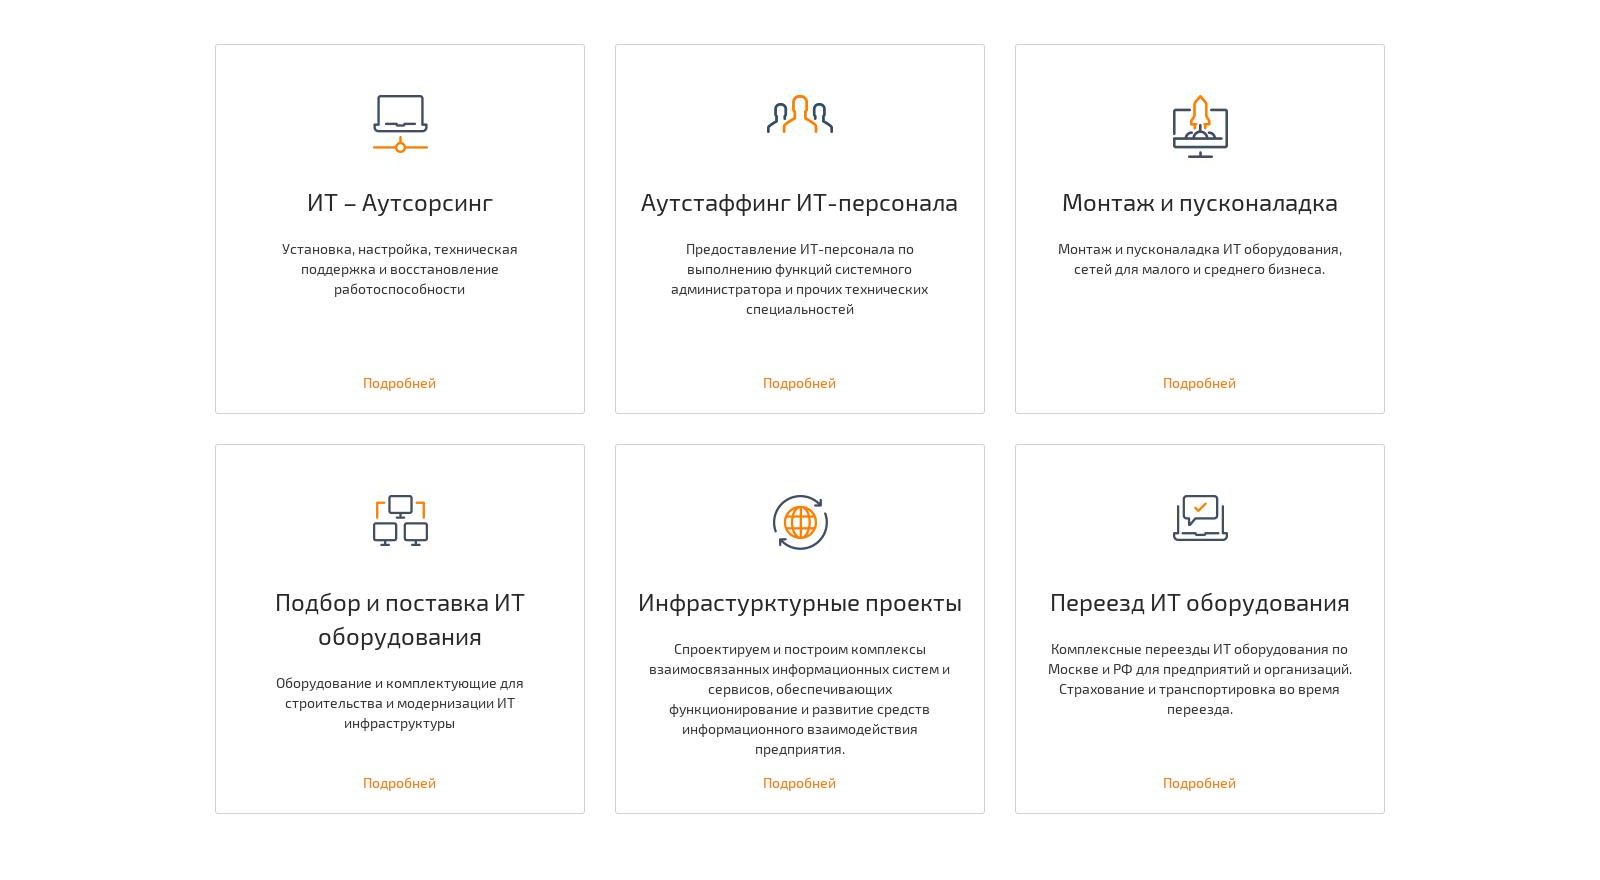 ИТ – Аутсорсинг
Установка, настройка, техническая
поддержка и восстановление
работоспособности
Подробней
Аутстаффинг ИТ-персонала
Предоставление ИТ-персонала по
выполнению функций системного
администратора и прочих технических
специальностей
Подробней
Монтаж и пусконаладка
Монтаж и пусконаладка ИТ оборудования,
сетей для малого и среднего бизнеса.
Подробней
Подбор и поставка ИТ
оборудования
Оборудование и комплектующие для
строительства и модернизации ИТ
инфраструктуры
Подробней
Инфрастурктурные проекты
Спроектируем и построим комплексы
взаимосвязанных информационных систем и
сервисов, обеспечивающих
функционирование и развитие средств
информационного взаимодействия
предприятия.
Подробней
Переезд ИТ оборудования
Комплексные переезды ИТ оборудования по
Москве и РФ для предприятий и организаций.
Страхование и транспортировка во время
переезда.
Подробней